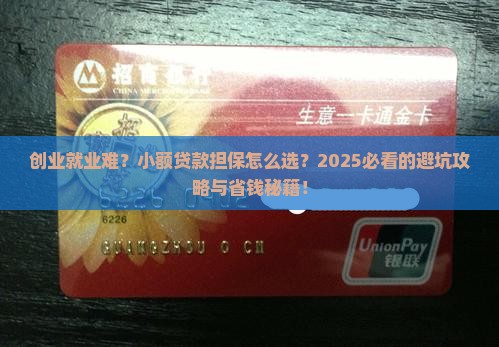 招商银行
CHINA MERCHANTS BANK
生意一卡通金卡
创业就业难？小额贷款担保怎么选？2025必看的避坑攻
略与省钱秘籍！
6226
GUANGZHOU O CM
UnionPay
银联